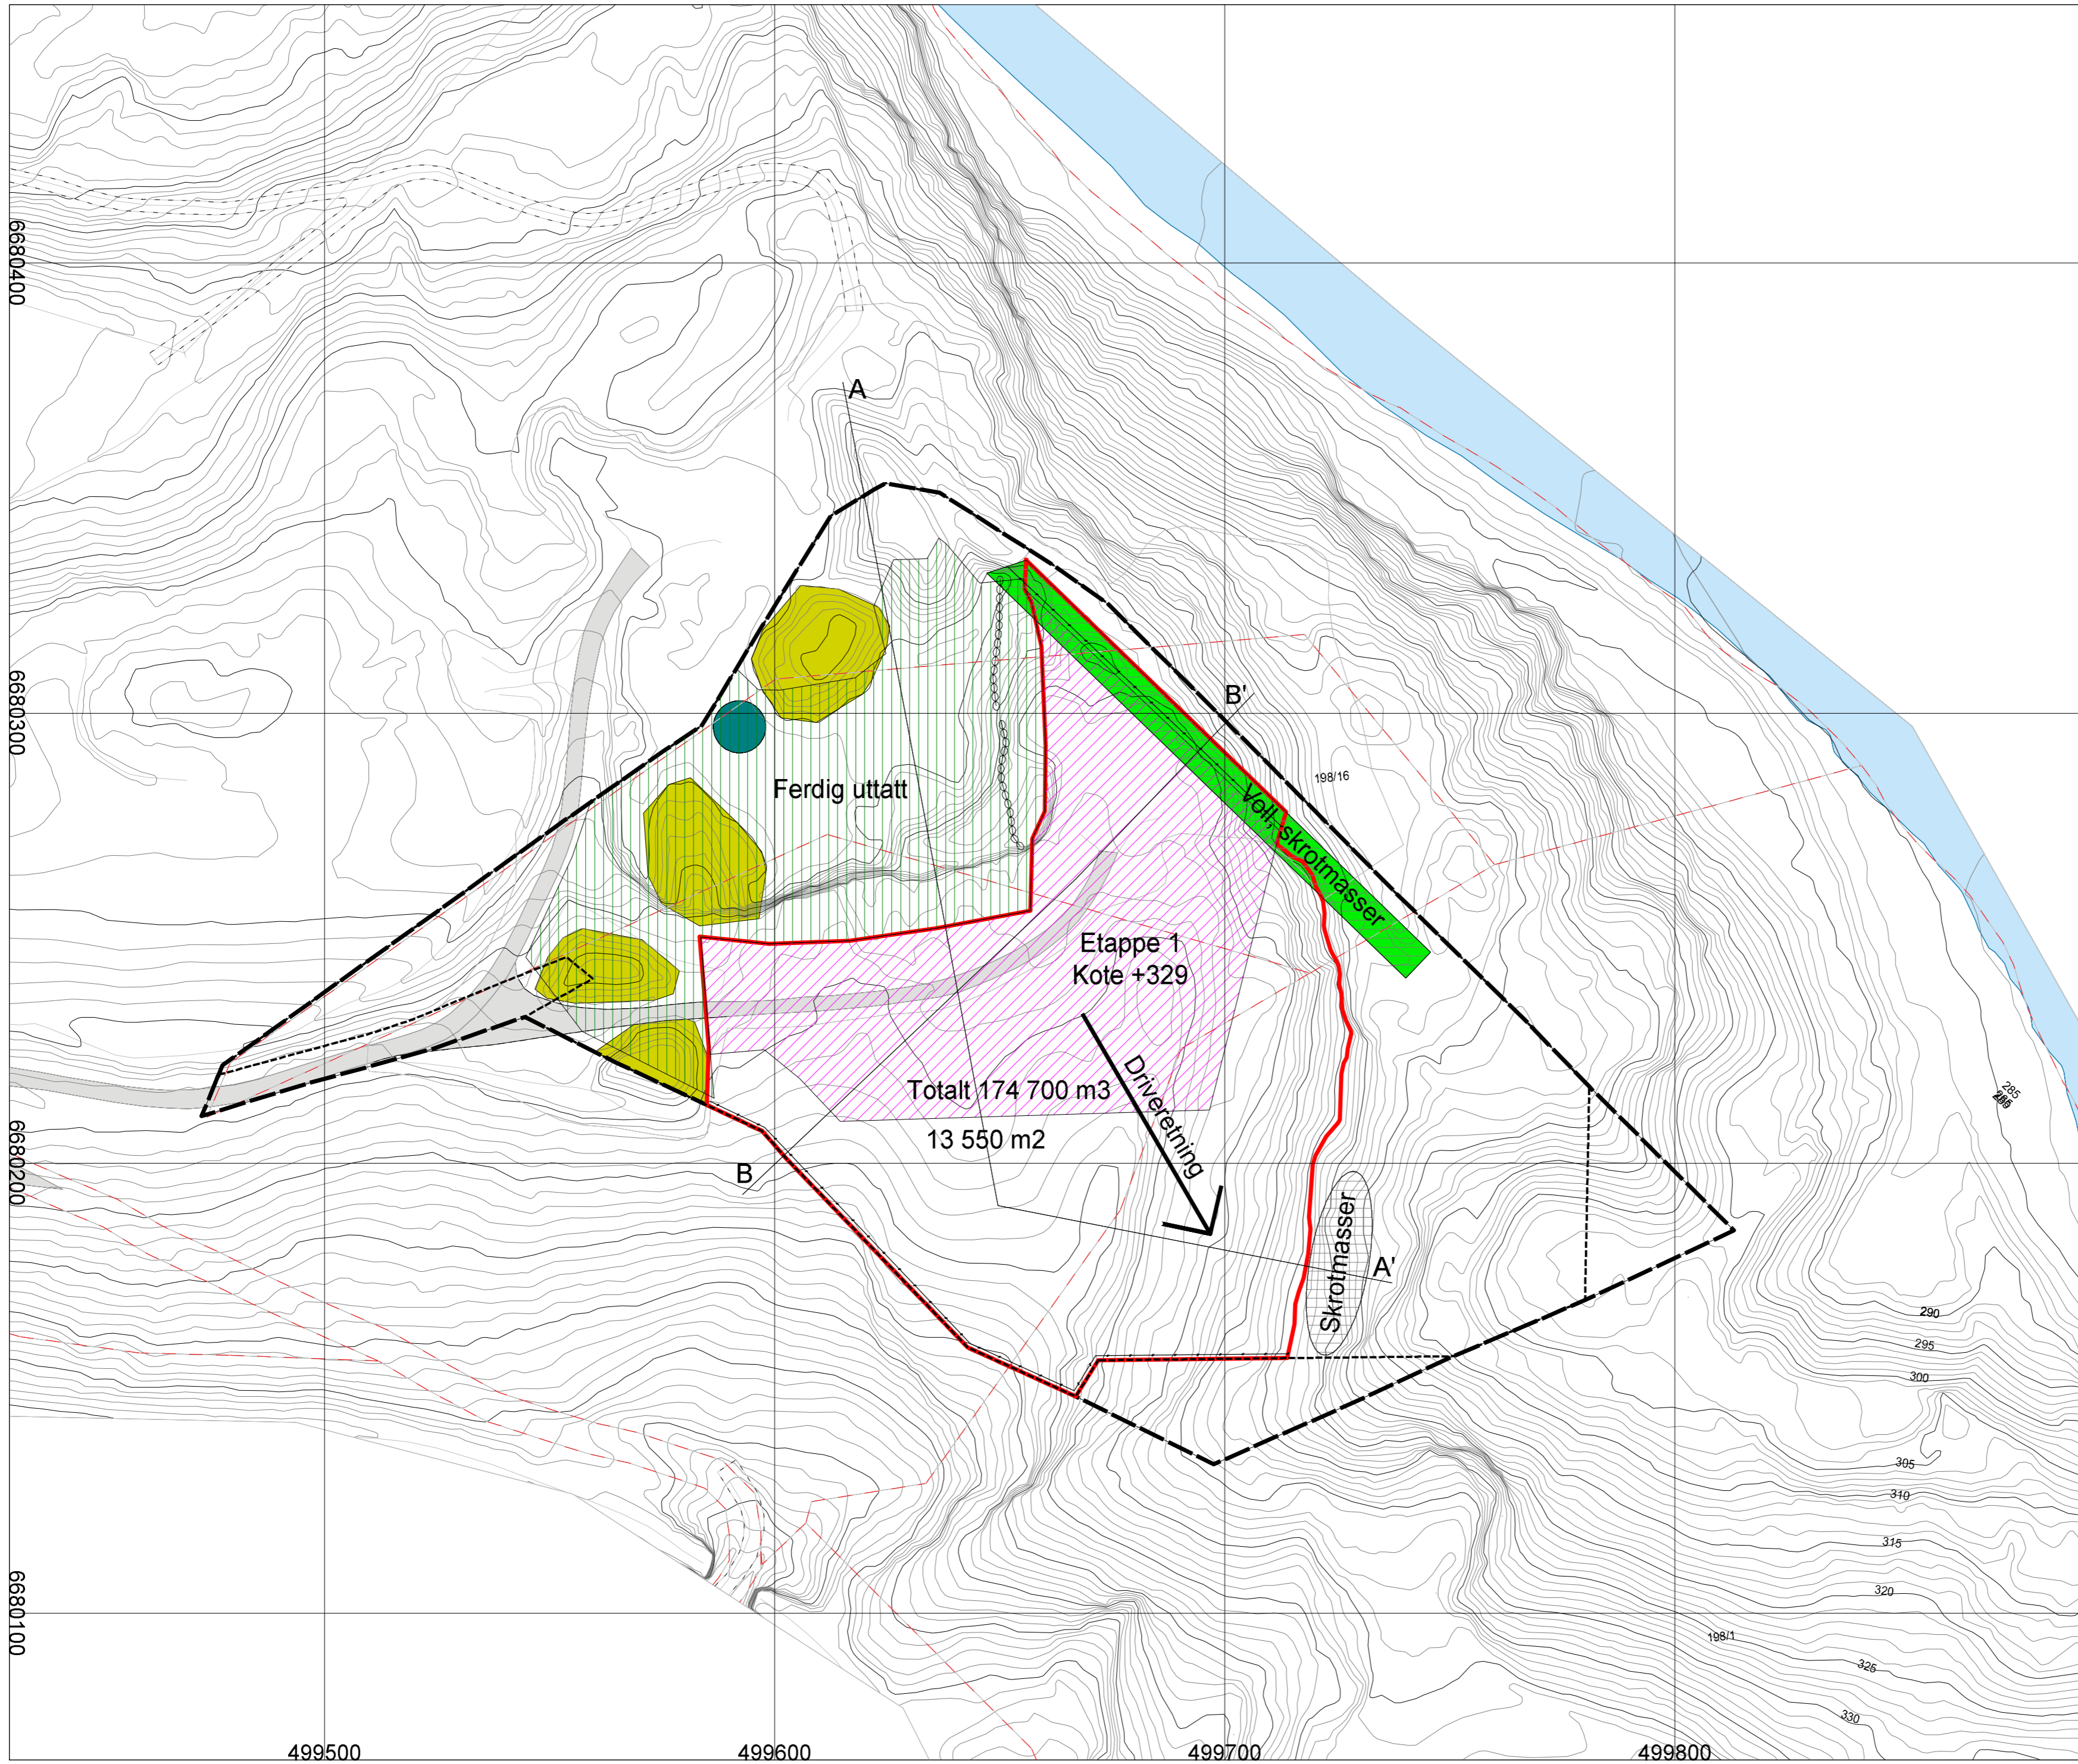 6680400
A
B'
6680300
198/16
Ferdig uttatt
Voll, skrotmasser
Etappe 1
Kote +329
Driveretning
Totalt 174 700 m3
13 550 m2
285
B
6680200
Skrotmasser
A'
290
295
300
305
310
315
320
198/1
325
330
6680100
499500
499600
499700
499800